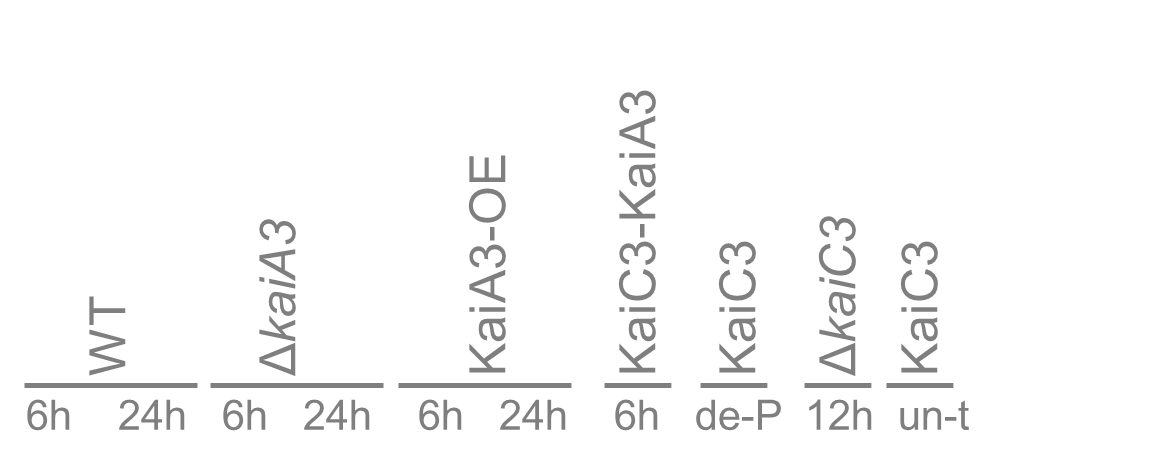 WT
ΔkaiA3
KaiA3-OE
KaiC3-KaiA3
KaiC3
ΔkaiC3
KaiC3
6h 24h 6h 24h 6h 24h 6h de-P 12h un-t